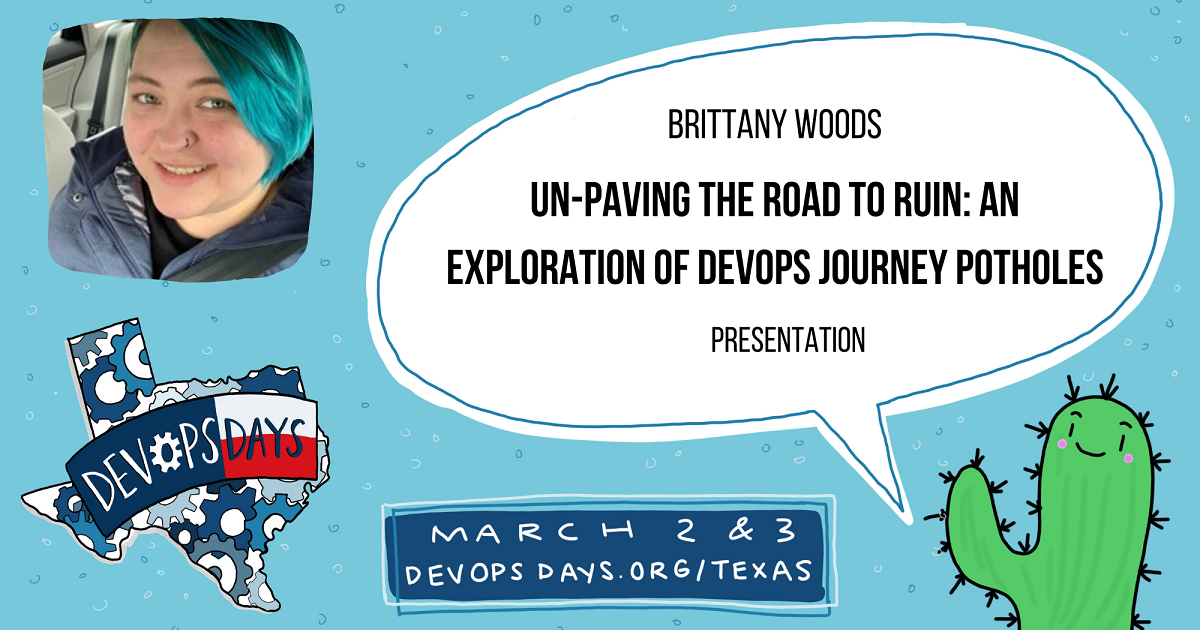 BRITTANY WOODS
UN-PAVING THE ROAD TO RUIN: AN
EXPLORATION OF DEVOPS JOURNEY POTHOLES
PRESENTATION
DEVOPS DAYS
MARCH 2 & 3
DEVOPSDAYS.ORG/TEXAS